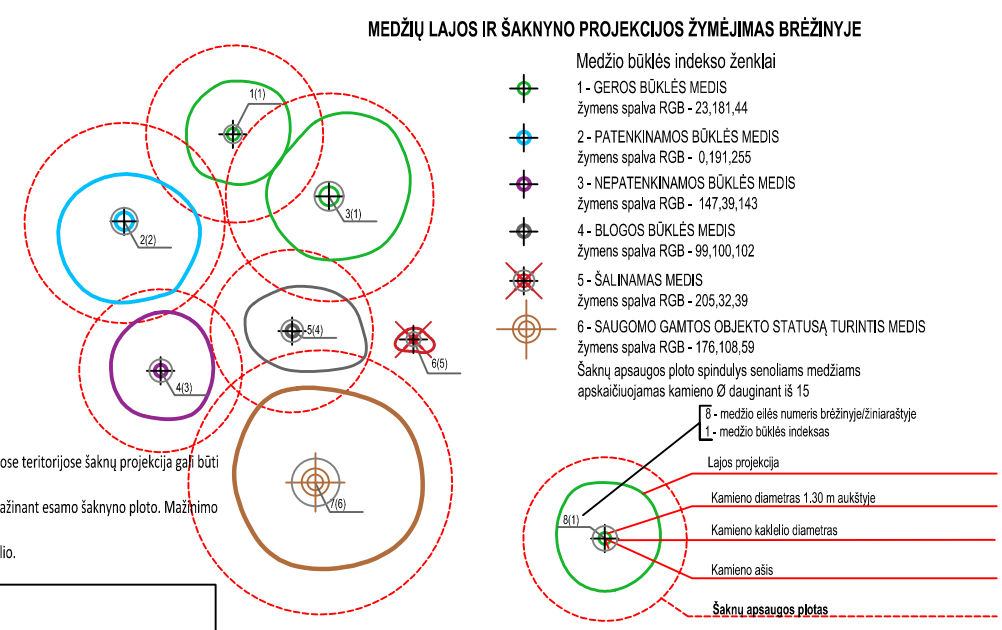 MEDŽIŲ LAJOS IR ŠAKNYNO PROJEKCIJOS ŽYMĖJIMAS BRĖŽINYJE
Medžio būklės indekso ženklai
1 - GEROS BŪKLĖS MEDIS
žymens spalva RGB - 23,181,44
2 - PATENKINAMOS BŪKLĖS MEDIS
žymens spalva RGB - 0,191,255
3 - NEPATENKINAMOS BŪKLĖS MEDIS
žymens spalva RGB - 147,39,143
4 - BLOGOS BŪKLĖS MEDIS
žymens spalva RGB - 99,100,102
5 - ŠALINAMAS MEDIS
žymens spalva RGB - 205,32,39
6 - SAUGOMO GAMTOS OBJEKTO STATUSĄ TURINTIS MEDIS
žymens spalva RGB - 176,108,59
Šaknų apsaugos ploto spindulys senoliams medžiams
apskaičiuojamas kamieno Ø dauginant iš 15
1(1)
3(1)
2(2)
5(4)
6(5)
4(3)
7(6)
ose teritorijose šaknų projekcija gali būti
ažinant esamo šaknyno ploto. Mažinimo
lio.
8 - medžio eilės numeris brėžinyje/žiniaraštyje
1 - medžio būklės indeksas
8(1)
Lajos projekcija
Kamieno diametras 1.30 m aukštyje
Kamieno kaklelio diametras
Kamieno ašis
Šaknų apsaugos plotas